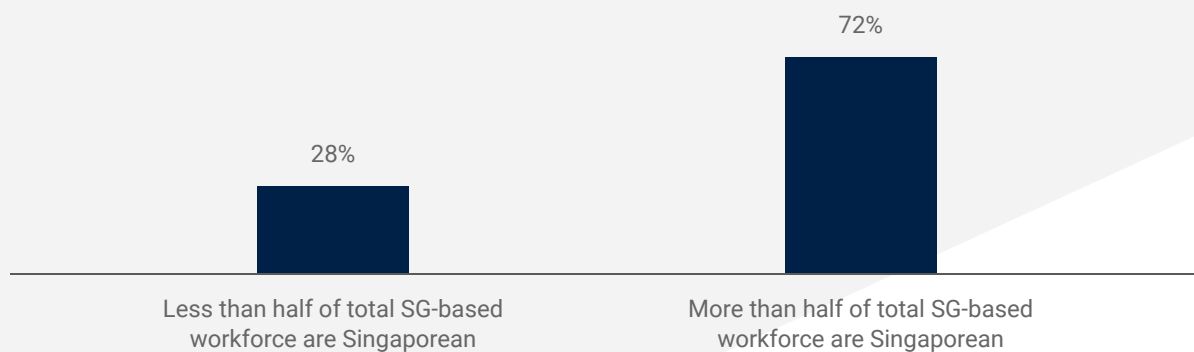 72%
28%
Less than half of total SG-based
workforce are Singaporean
More than half of total SG-based
workforce are Singaporean